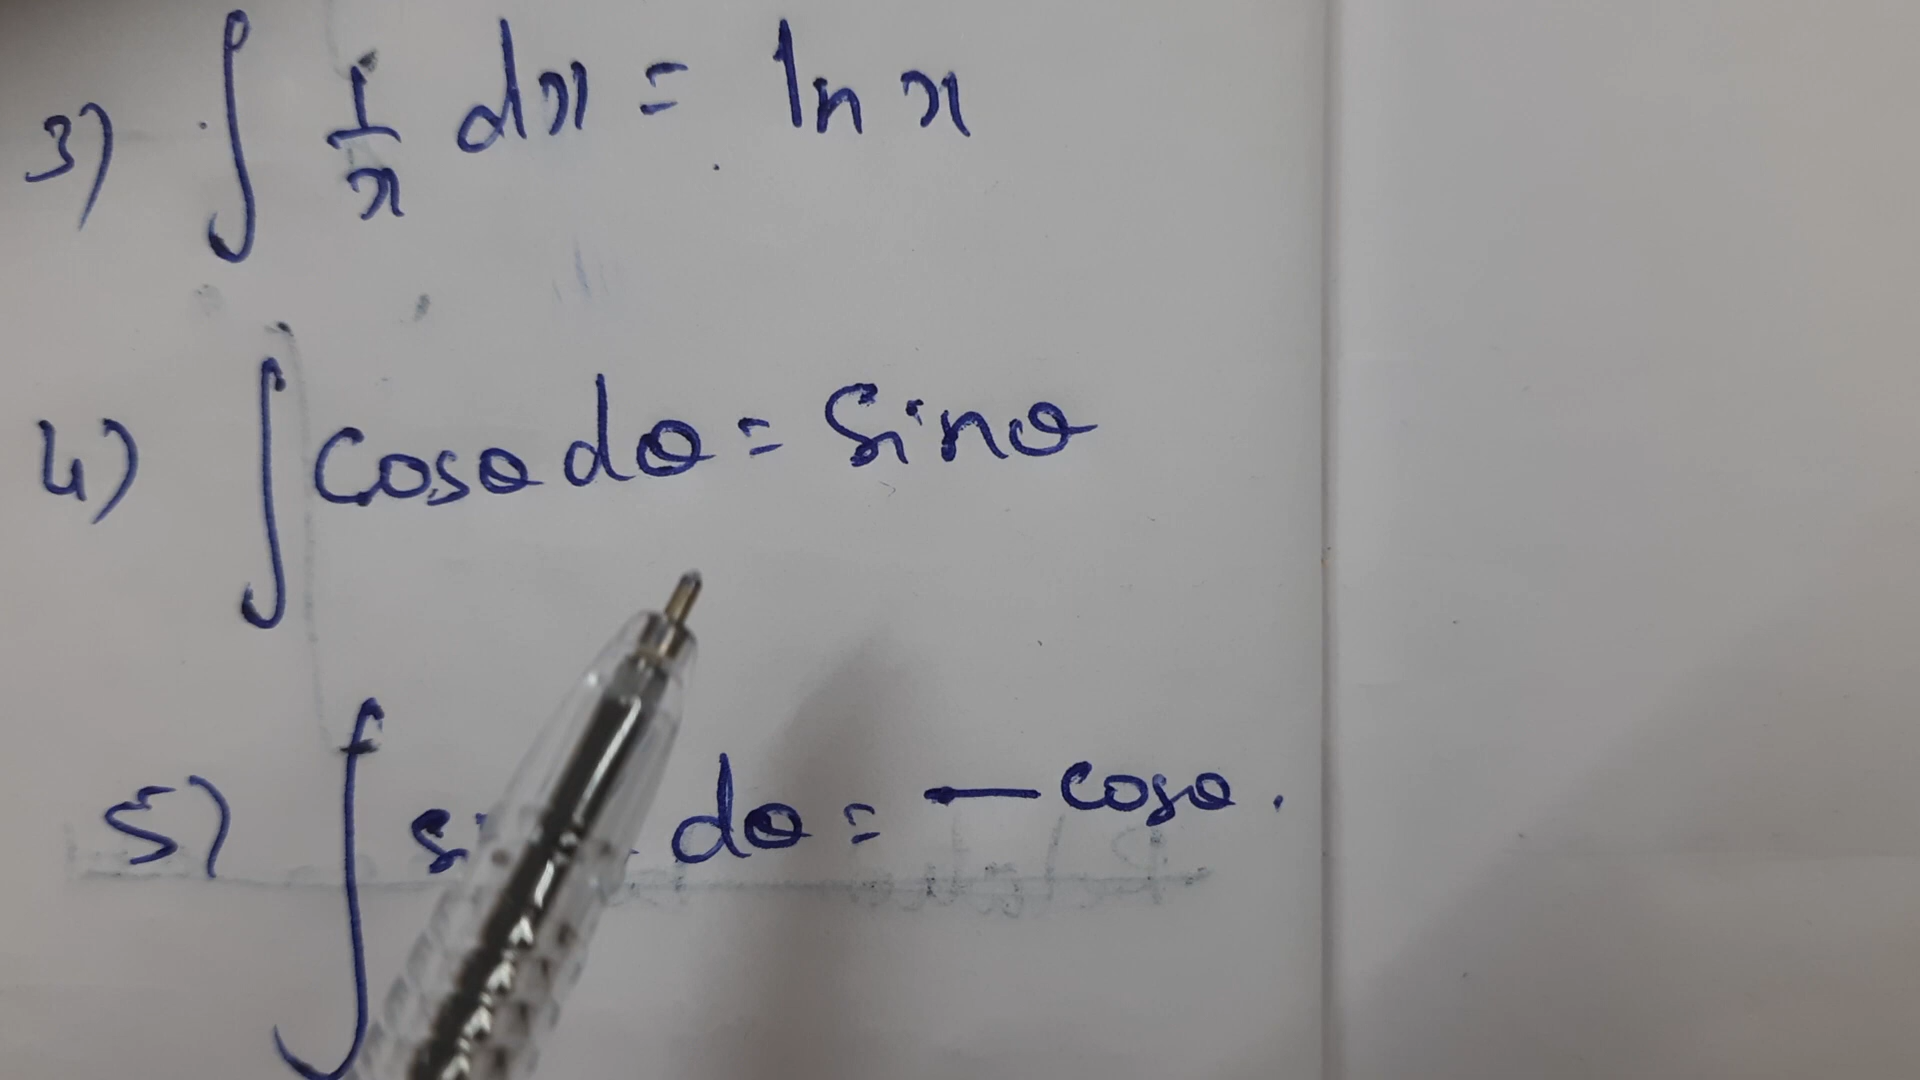 3) ∫ 1/x dx = ln x
4) ∫ cosθ dθ = sinθ
5) ∫ dθ = — cosθ.